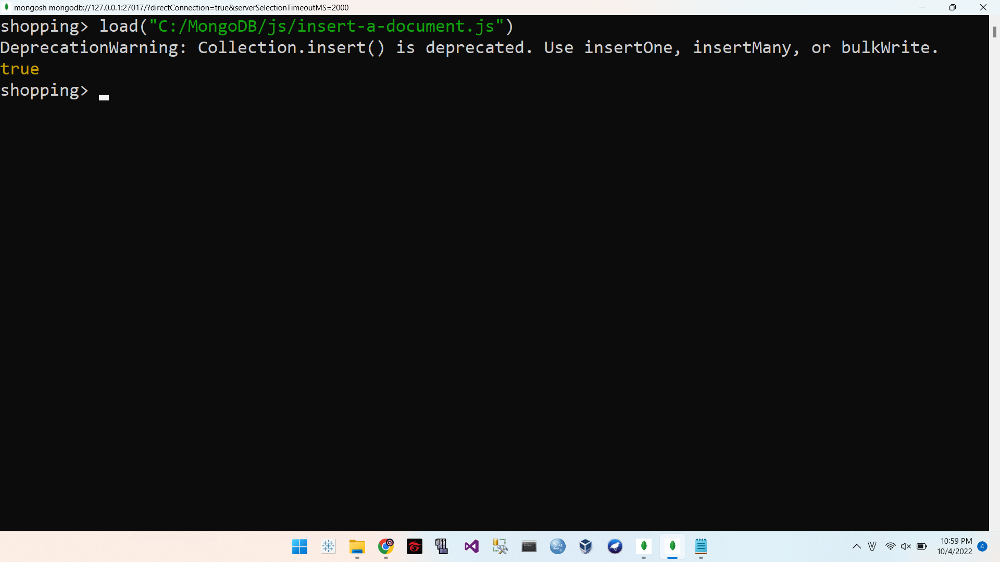 mongosh mongodb://127.0.0.1:27017/?directConnection=true&serverSelectionTimeoutMS=2000
shopping> load("C:/MongoDB/js/insert-a-document.js")
DeprecationWarning: Collection.insert() is deprecated. Use insertOne, insertMany, or bulkWrite.
true
shopping>
10:59 PM
10/4/2022
4